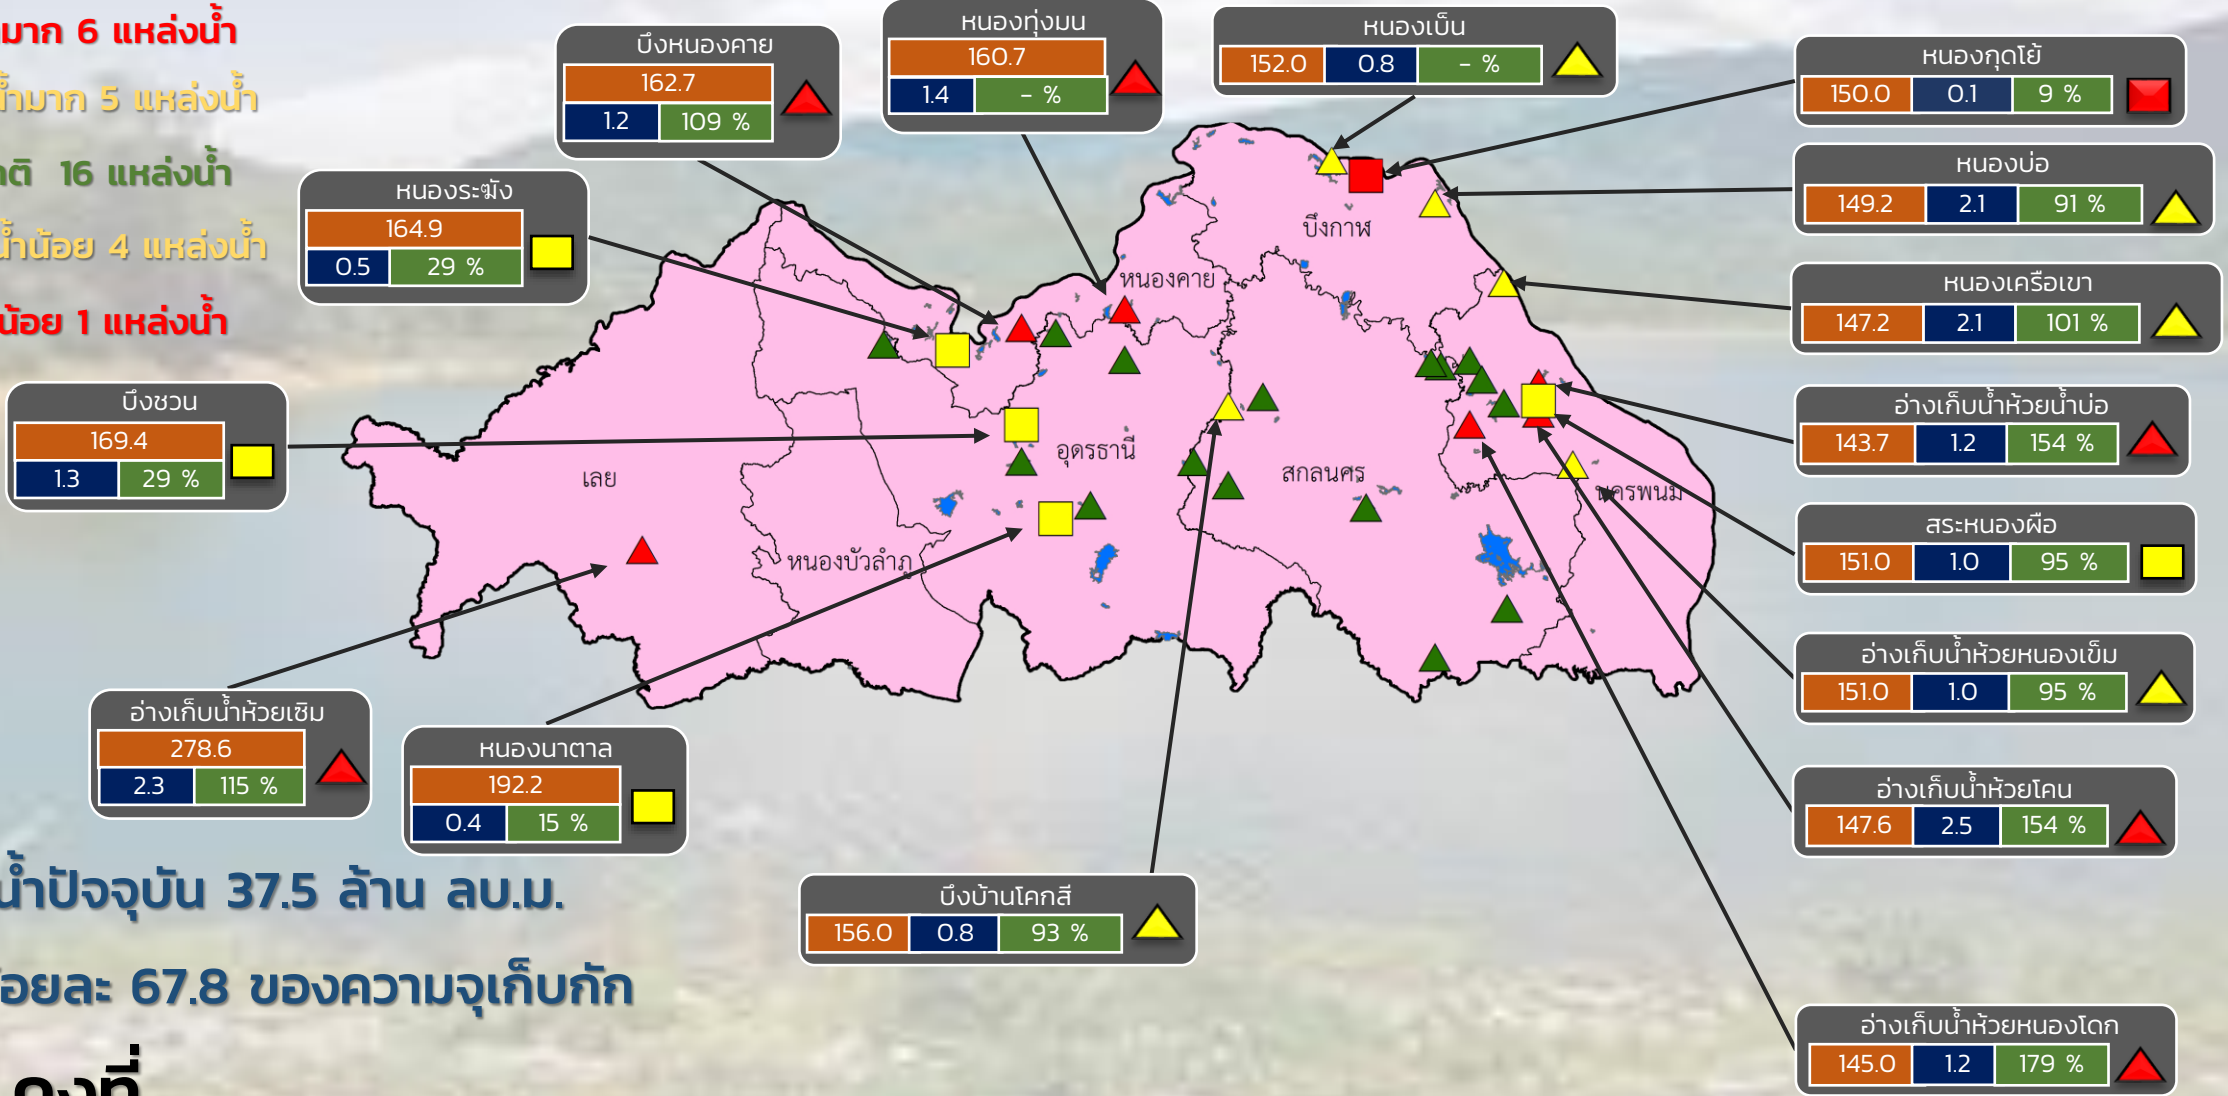 มาก 6 แหล่งน้ำ
น้ำมาก 5 แหล่งน้ำ
16 แหล่งน้ำ
น้ำน้อย 4 แหล่งน้ำ
น้อย 1 แหล่งน้ำ
บึงหนองคาย
162.7
1.2 109 %
หนองทุ่งมน
160.7
1.4 - %
หนองเบ็น
152.0 0.8 - %
หนองกุดโย้
150.0 0.1 9 %
หนองบ่อ
149.2 2.1 91 %
หนองระฆัง
164.9
0.5 29 %
หนองเครือเขา
147.2 2.1 101 %
บึงชวน
169.4
1.3 29 %
อ่างเก็บน้ำห้วยน้ำบ่อ
143.7 1.2 154 %
สระหนองผือ
151.0 1.0 95 %
อ่างเก็บน้ำห้วยหนองเข็ม
151.0 1.0 95 %
อ่างเก็บน้ำห้วยโคน
147.6 2.5 154 %
อ่างเก็บน้ำห้วยหนองโดก
145.0 1.2 179 %
อ่างเก็บน้ำห้วยเซิม
278.6
2.3 115 %
หนองนาตาล
192.2
0.4 15 %
บึงบ้านโคกสี
156.0 0.8 93 %
บึงกาฬ
หนองคาย
เลย
อุดรธานี
สกลนคร
นครพนม
หนองบัวลำภู
น้ำปัจจุบัน 37.5 ล้าน ลบ.ม.
ร้อยละ 67.8 ของความจุเก็บกัก
คงที่